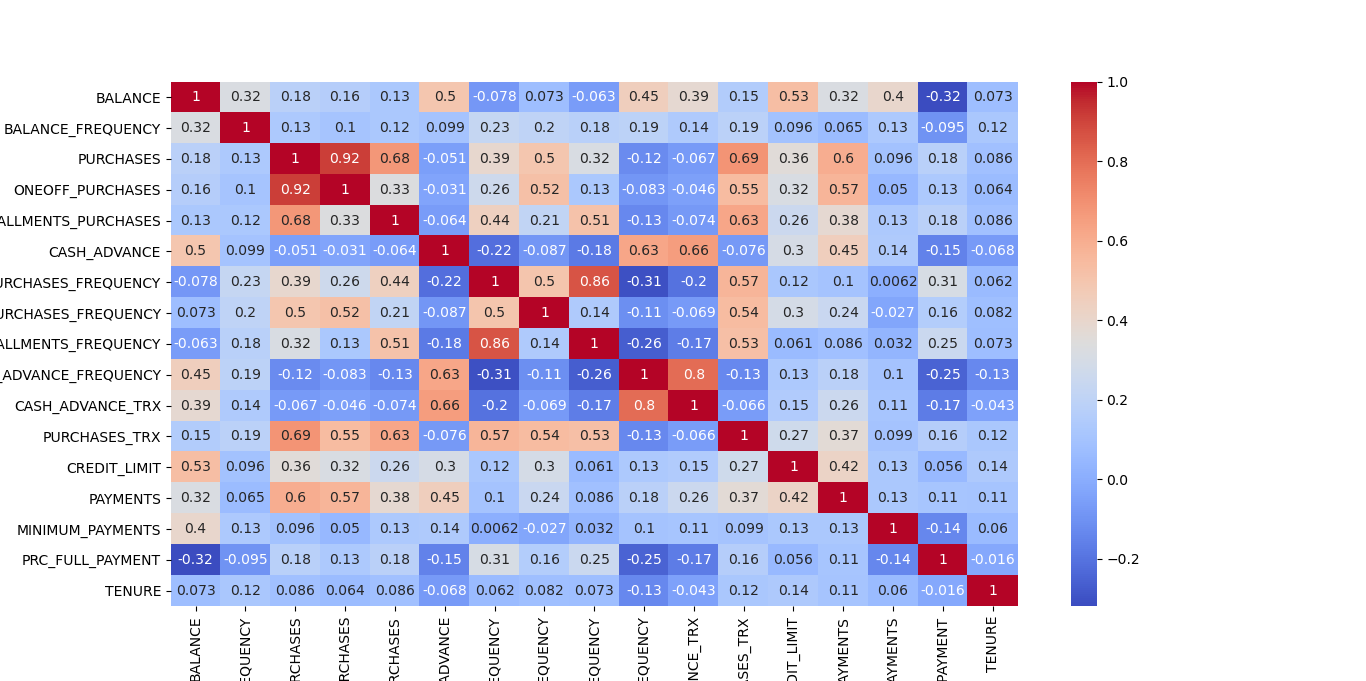 BALANCE 1 0.32 0.18 0.16 0.13 0.5 -0.078 0.073 -0.063 0.45 0.39 0.15 0.53 0.32 0.4 -0.32 0.073
BALANCE_FREQUENCY 0.32 1 0.13 0.1 0.12 0.099 0.23 0.2 0.18 0.19 0.14 0.19 0.096 0.065 0.13 -0.095 0.12
PURCHASES 0.18 0.13 1 0.92 0.68 -0.051 0.39 0.5 0.32 -0.12 -0.067 0.69 0.36 0.6 0.096 0.18 0.086
ONEOFF_PURCHASES 0.16 0.1 0.92 1 0.33 -0.031 0.26 0.52 0.13 -0.083 -0.046 0.55 0.32 0.57 0.05 0.13 0.064
ALLMENTS_PURCHASES 0.13 0.12 0.68 0.33 1 -0.064 0.44 0.21 0.51 -0.13 -0.074 0.63 0.26 0.38 0.13 0.18 0.086
CASH_ADVANCE 0.5 0.099 -0.051 -0.031 -0.064 1 -0.22 -0.087 -0.18 0.63 0.66 -0.076 0.3 0.45 0.14 -0.15 -0.068
URCHASES_FREQUENCY -0.078 0.23 0.39 0.26 0.44 -0.22 1 0.5 0.86 -0.31 -0.2 0.57 0.12 0.1 0.0062 0.31 0.062
URCHASES_FREQUENCY 0.073 0.2 0.5 0.52 0.21 -0.087 0.5 1 0.14 -0.11 -0.069 0.54 0.3 0.24 -0.027 0.16 0.082
ALLMENTS_FREQUENCY -0.063 0.18 0.32 0.13 0.51 -0.18 0.86 0.14 1 -0.26 -0.17 0.53 0.061 0.086 0.032 0.25 0.073
_ADVANCE_FREQUENCY 0.45 0.19 -0.12 -0.083 -0.13 0.63 -0.31 -0.11 -0.26 1 0.8 -0.13 0.13 0.18 0.1 -0.25 -0.13
CASH_ADVANCE_TRX 0.39 0.14 -0.067 -0.046 -0.074 0.66 -0.2 -0.069 -0.17 0.8 1 -0.066 0.15 0.26 0.11 -0.17 -0.043
PURCHASES_TRX 0.15 0.19 0.69 0.55 0.63 -0.076 0.57 0.54 0.53 -0.13 -0.066 1 0.27 0.37 0.099 0.16 0.12
CREDIT_LIMIT 0.53 0.096 0.36 0.32 0.26 0.3 0.12 0.3 0.061 0.13 0.15 0.27 1 0.42 0.13 0.056 0.14
PAYMENTS 0.32 0.065 0.6 0.57 0.38 0.45 0.1 0.24 0.086 0.18 0.26 0.37 0.42 1 0.13 0.11 0.11
MINIMUM_PAYMENTS 0.4 0.13 0.096 0.05 0.13 0.14 0.0062 -0.027 0.032 0.1 0.11 0.099 0.13 0.13 1 -0.14 0.06
PRC_FULL_PAYMENT -0.32 -0.095 0.18 0.13 0.18 -0.15 0.31 0.16 0.25 -0.25 -0.17 0.16 0.056 0.11 -0.14 1 -0.016
TENURE 0.073 0.12 0.086 0.064 0.086 -0.068 0.062 0.082 0.073 -0.13 -0.043 0.12 0.14 0.11 0.06 -0.016 1
BALANCE
EQUENCY
RCHASES
RCHASES
RCHASES
ADVANCE
EQUENCY
EQUENCY
EQUENCY
EQUENCY
NCE_TRX
SES_TRX
DIT_LIMIT
AYMENTS
AYMENTS
PAYMENT
TENURE
1.0
0.8
0.6
0.4
0.2
0.0
−0.2